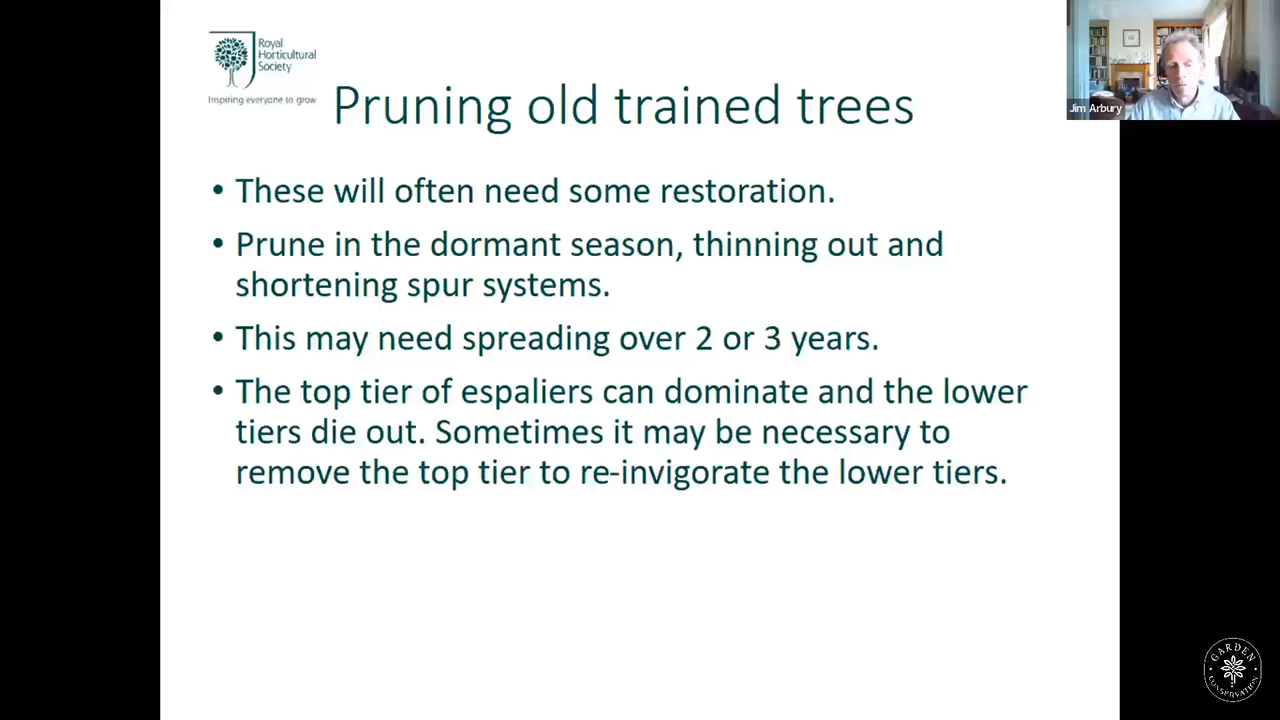 Royal
Horticultural
Society
Inspiring everyone to grow
Pruning old trained trees
• These will often need some restoration.
• Prune in the dormant season, thinning out and
shortening spur systems.
• This may need spreading over 2 or 3 years.
• The top tier of espaliers can dominate and the lower
tiers die out. Sometimes it may be necessary to
remove the top tier to re-invigorate the lower tiers.
Jim Arbury
GARDEN
CONSERVATION